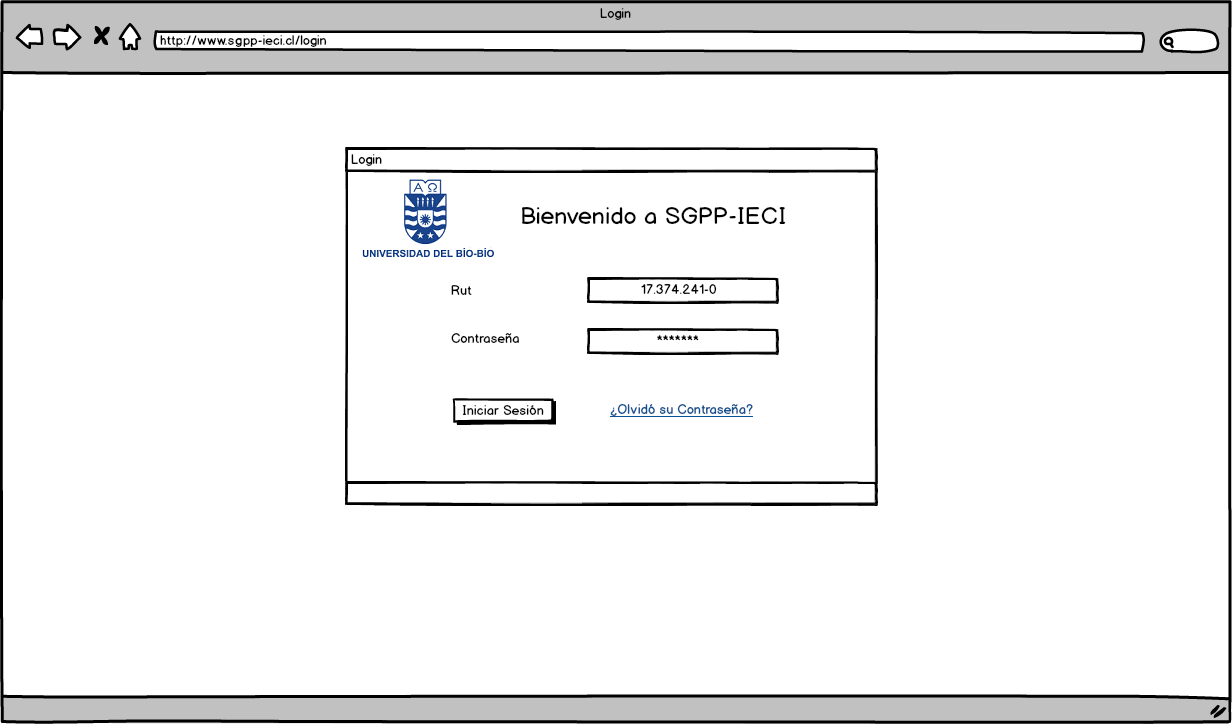 Login
http://www.sgpp-ieci.cl/login
Login
ΑΩ
UNIVERSIDAD DEL BÍO-BÍO
Bienvenido a SGPP-IECI
Rut 17.374.241-0
Contraseña *******
Iniciar Sesión ¿Olvidó su Contraseña?